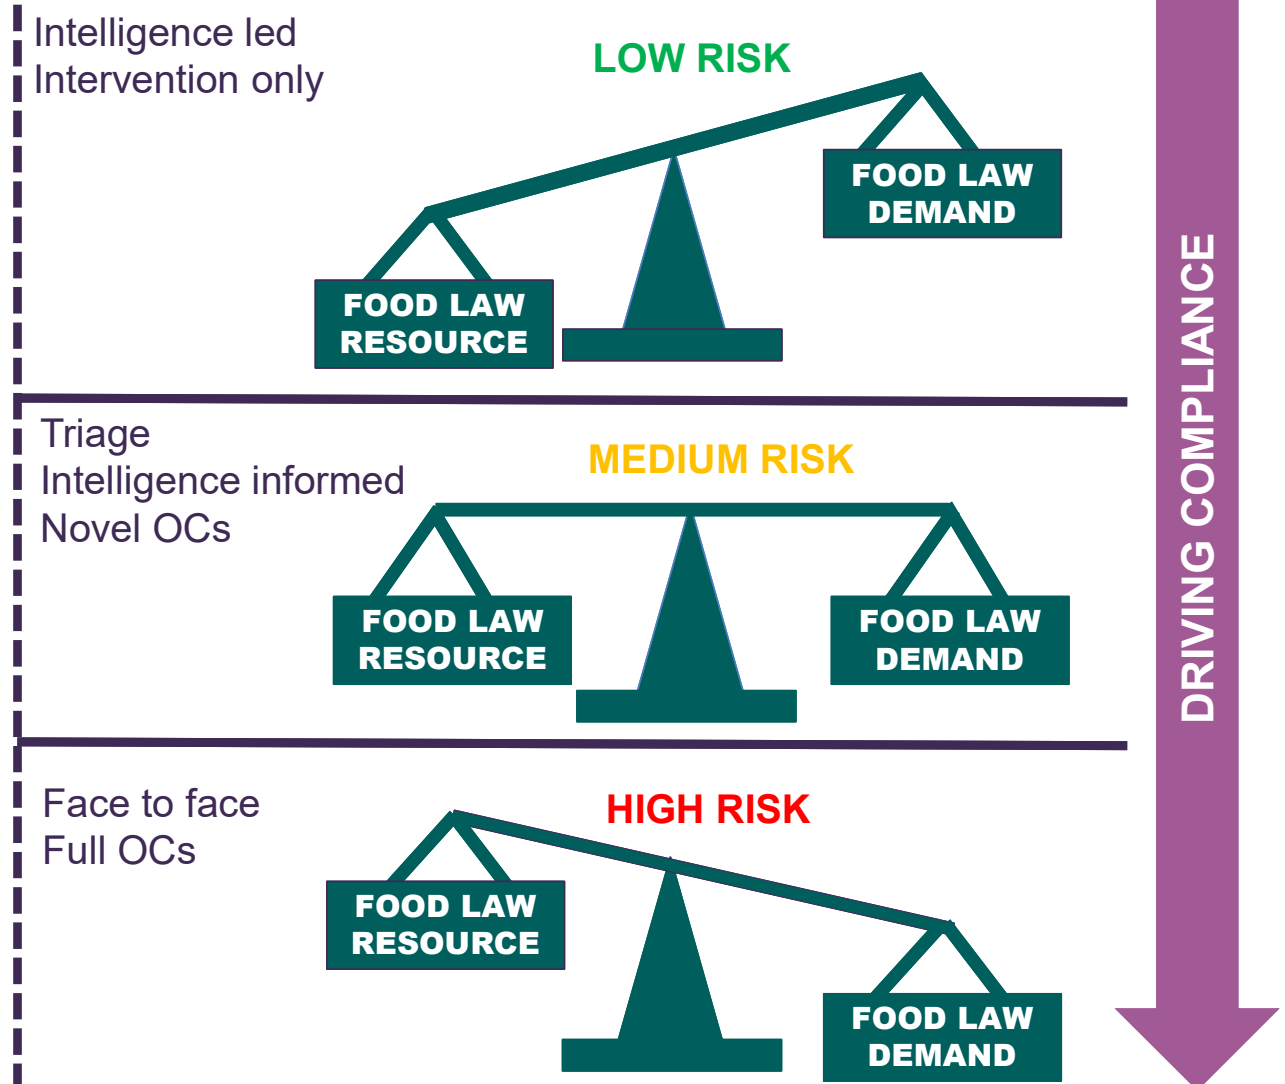 Intelligence led
Intervention only
LOW RISK
FOOD LAW
DEMAND
FOOD LAW
RESOURCE
Triage
Intelligence informed
Novel OCs
MEDIUM RISK
FOOD LAW
RESOURCE
FOOD LAW
DEMAND
Face to face
Full OCs
HIGH RISK
FOOD LAW
RESOURCE
FOOD LAW
DEMAND
DRIVING COMPLIANCE